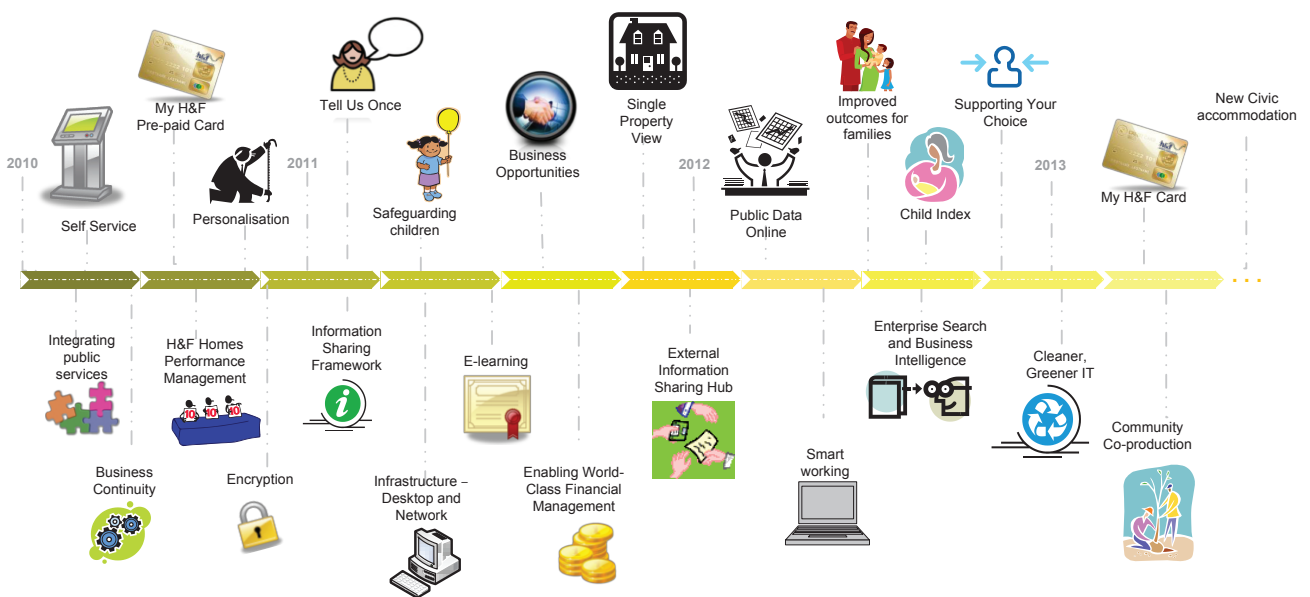 2010
Self Service
My H&F
Pre-paid Card
Personalisation
2011
Tell Us Once
Safeguarding
children
Business
Opportunities
Single
Property
View
2012
Public Data
Online
Improved
outcomes for
families
Child Index
Supporting Your
Choice
2013
My H&F Card
New Civic
accommodation
Integrating
public
services
Business
Continuity
H&F Homes
Performance
Management
10
10
10
Encryption
Information
Sharing
Framework
i
Infrastructure –
Desktop and
Network
E-learning
Enabling World-
Class Financial
Management
External
Information
Sharing Hub
Smart
working
Enterprise Search
and Business
Intelligence
Cleaner,
Greener IT
Community
Co-production